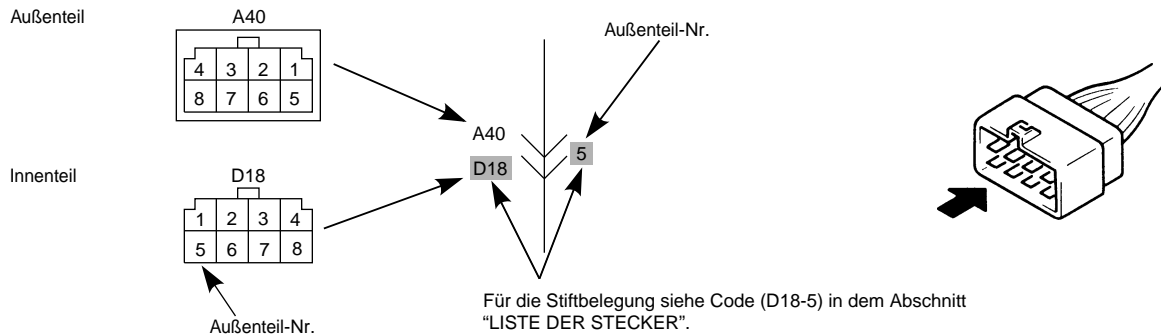 Außenteil
A40
4 3 2 1
8 7 6 5
Außenteil-Nr.
A40
5
D18
Innenteil
D18
1 2 3 4
5 6 7 8
Außenteil-Nr.
Für die Stiftbelegung siehe Code (D18-5) in dem Abschnitt
“LISTE DER STECKER”.